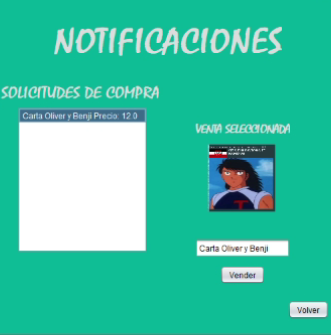 NOTIFICACIONES
SOLICITUDES DE COMPRA
Carta Oliver y Benji Precio: 12.0
VENTA SELECCIONADA
Carta Oliver y Benji
Vender
Volver